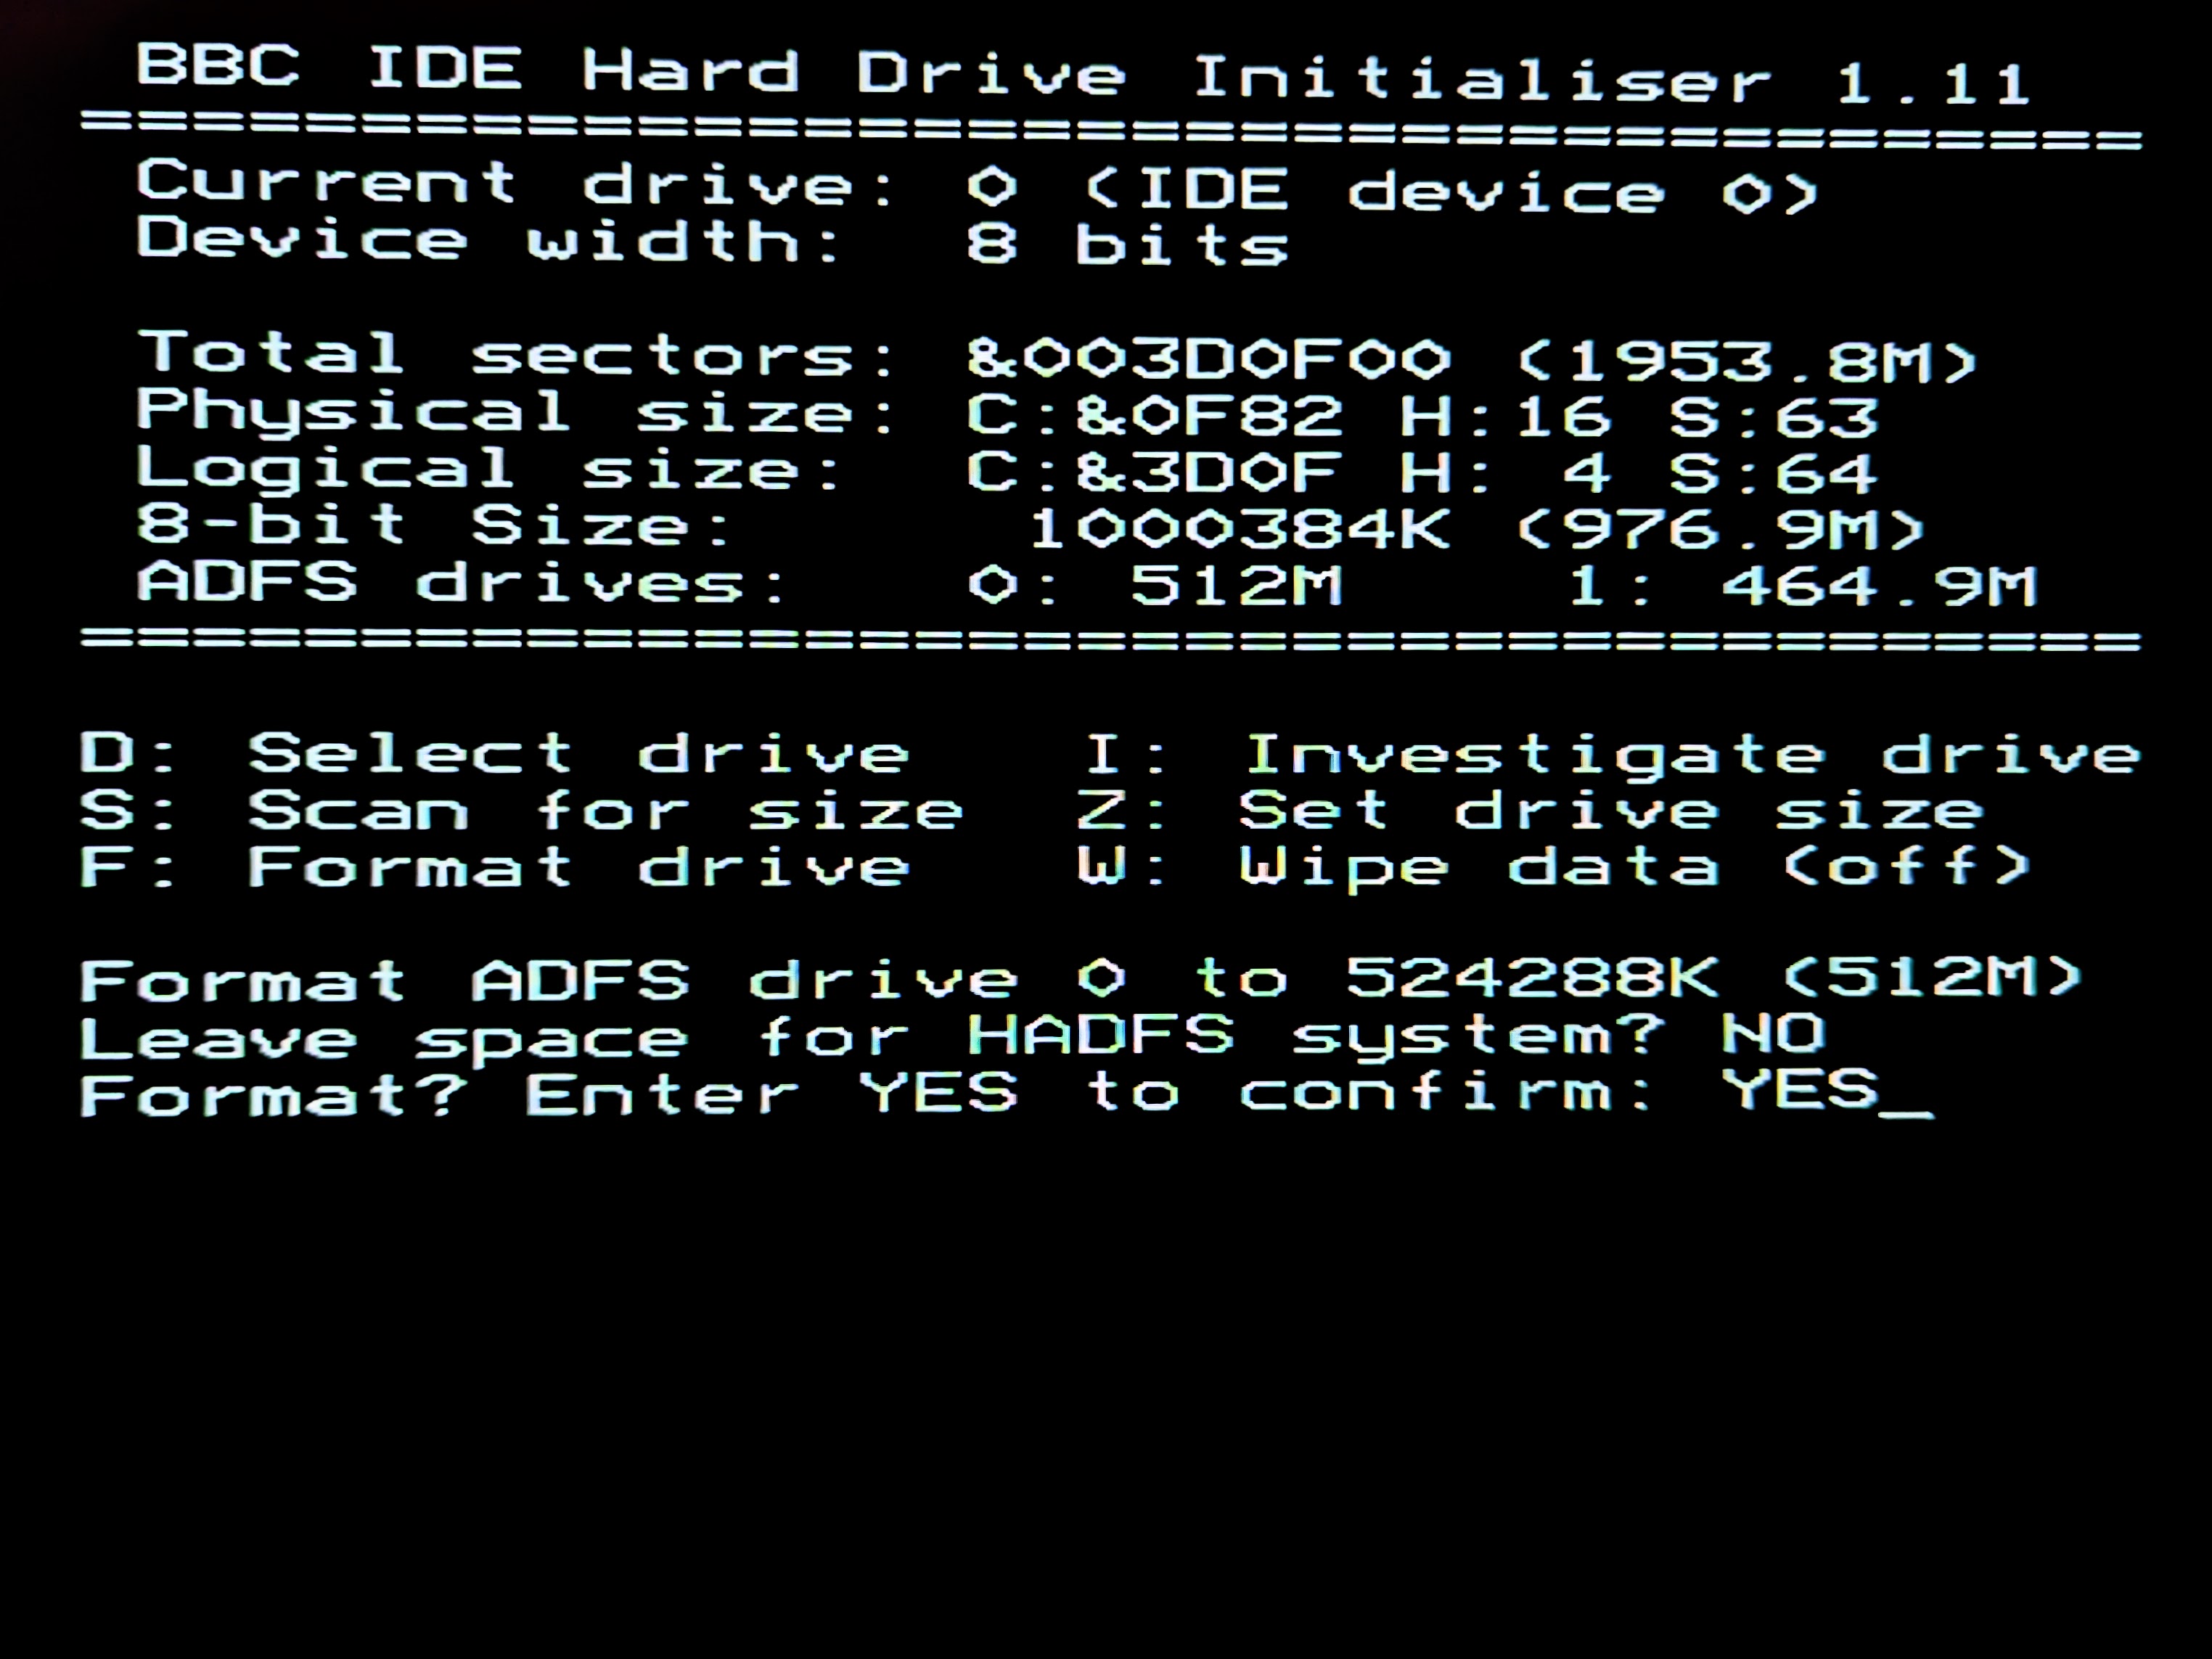 BBC IDE Hard Drive Initialiser 1.11
=====================================
Current drive: 0 (IDE device 0)
Device width: 8 bits
Total sectors: &003D0F00 (1953.8M)
Physical size: C:&0F82 H:16 S:63
Logical size: C:&3D0F H: 4 S:64
8-bit Size: 1000384K (976.9M)
ADFS drives: 0: 512M 1: 464.9M
=====================================
D: Select drive I: Investigate drive
S: Scan for size Z: Set drive size
F: Format drive W: Wipe data (off)
Format ADFS drive 0 to 524288K (512M)
Leave space for HADFS system? NO
Format? Enter YES to confirm: YES_